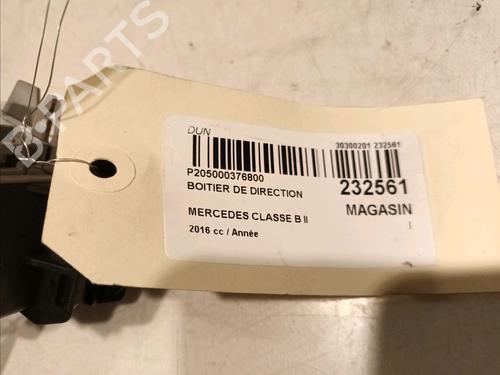 B-PARTS
DUN
30300201 232561
P205000376800
BOITIER DE DIRECTION
232561
MERCEDES CLASSE B II
MAGASIN
2016 cc / Année